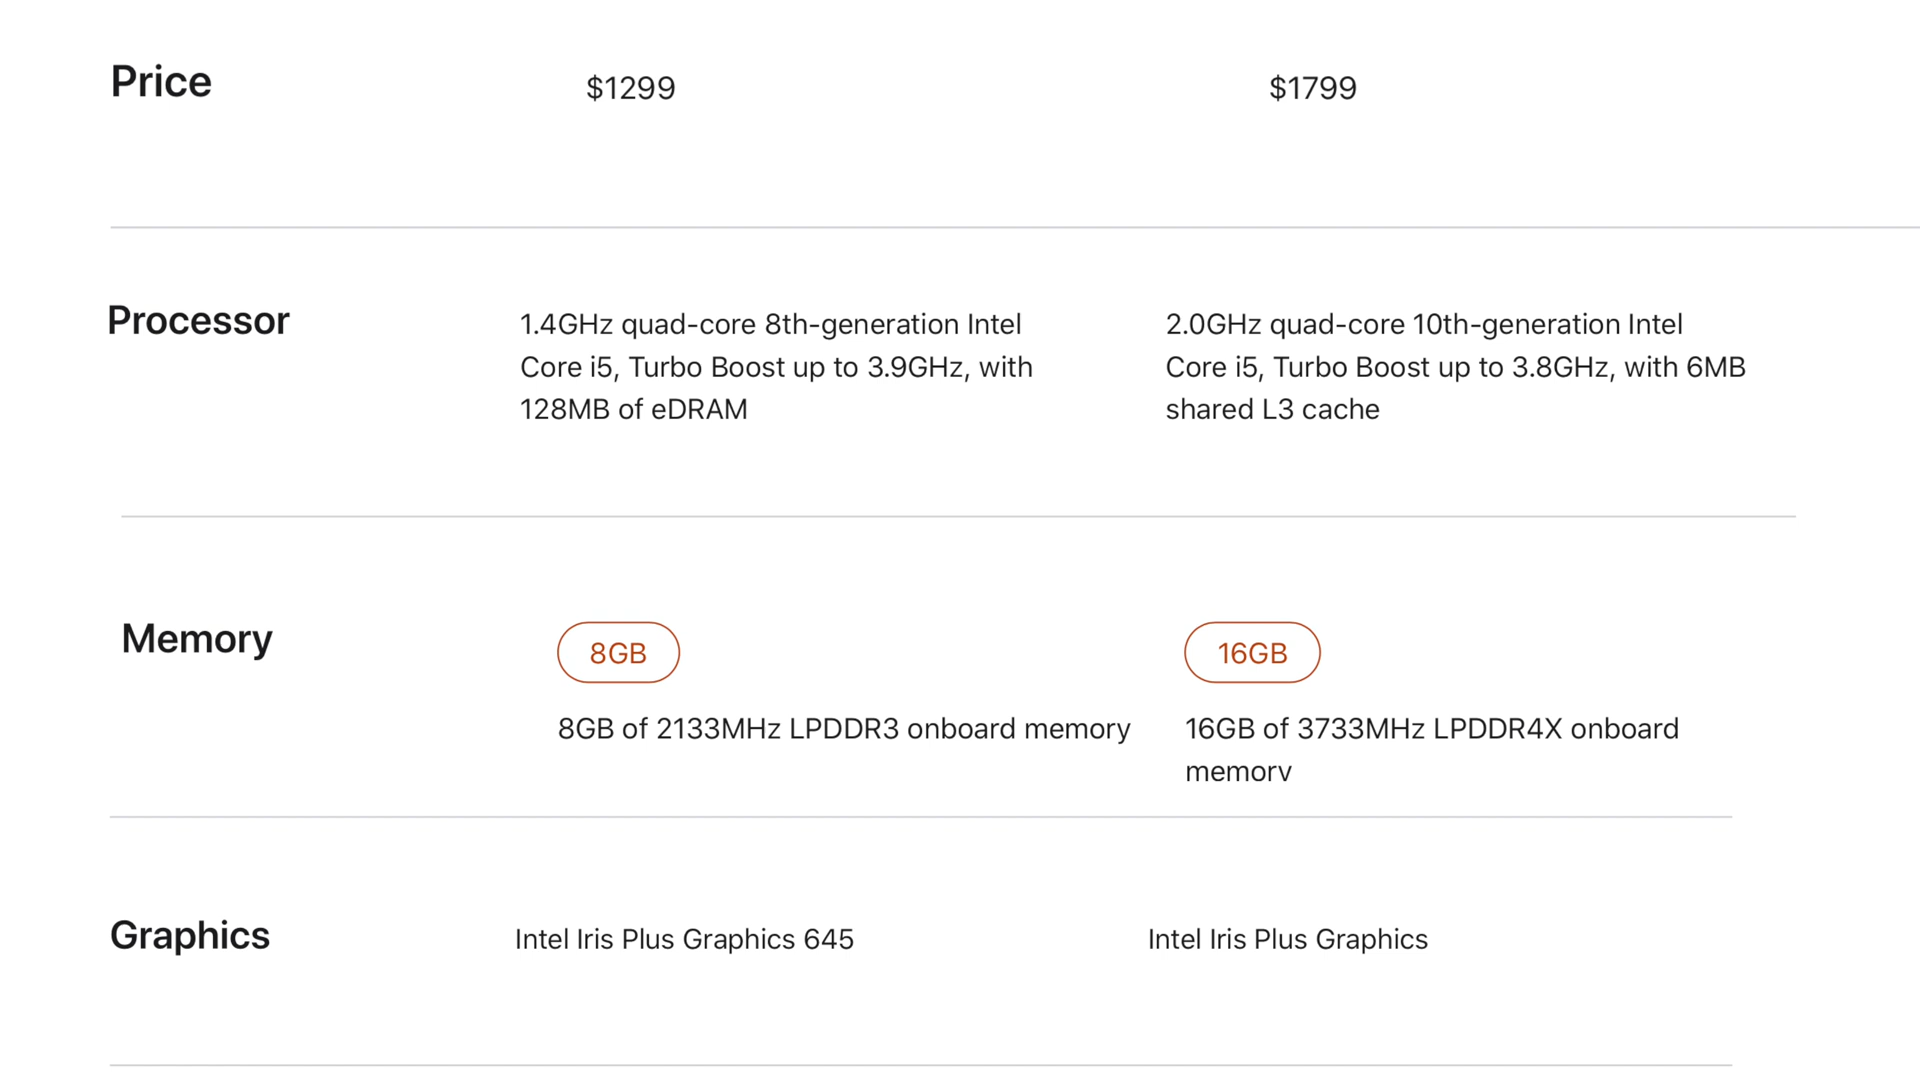 Price
$1299
$1799
Processor
1.4GHz quad-core 8th-generation Intel
Core i5, Turbo Boost up to 3.9GHz, with
128MB of eDRAM
2.0GHz quad-core 10th-generation Intel
Core i5, Turbo Boost up to 3.8GHz, with 6MB
shared L3 cache
Memory
8GB
8GB of 2133MHz LPDDR3 onboard memory
16GB
16GB of 3733MHz LPDDR4X onboard
memory
Graphics
Intel Iris Plus Graphics 645
Intel Iris Plus Graphics